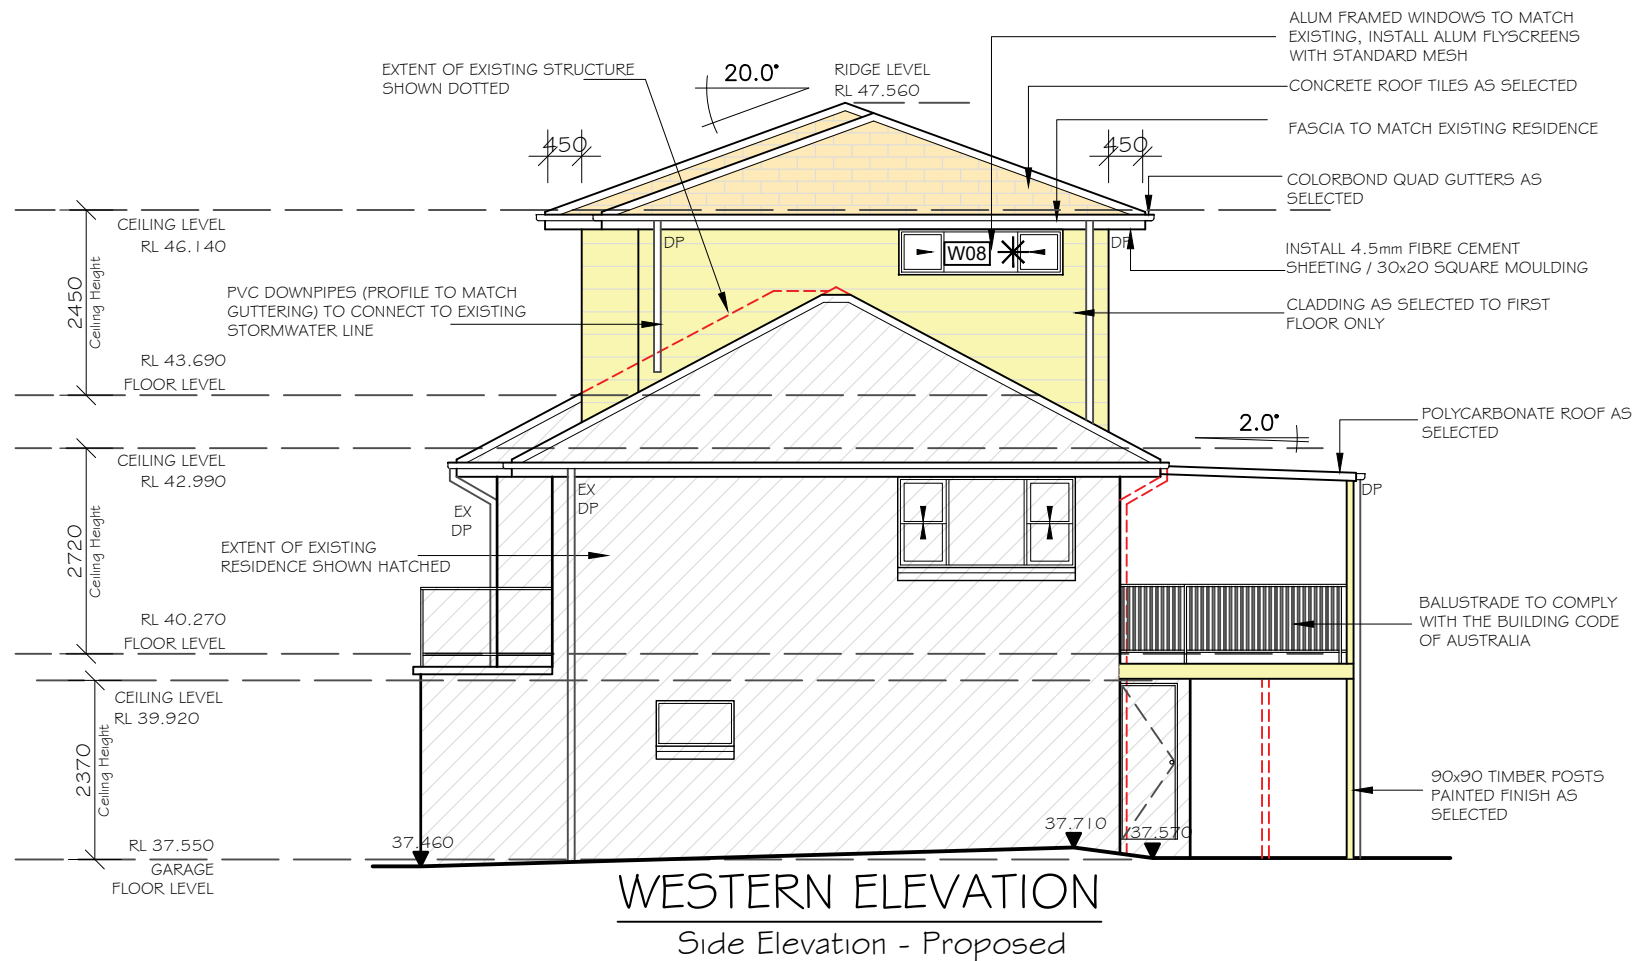 ALUM FRAMED WINDOWS TO MATCH
EXISTING, INSTALL ALUM FLYSCREENS
WITH STANDARD MESH
EXTENT OF EXISTING STRUCTURE
SHOWN DOTTED
20.0°
RIDGE LEVEL
RL 47.560
CONCRETE ROOF TILES AS SELECTED
FASCIA TO MATCH EXISTING RESIDENCE
450
450
COLORBOND QUAD GUTTERS AS
SELECTED
CEILING LEVEL
RL 46.140
DP
W08
DP
INSTALL 4.5mm FIBRE CEMENT
SHEETING / 30x20 SQUARE MOULDING
2450
Ceiling Height
PVC DOWNPIPES (PROFILE TO MATCH
GUTTERING) TO CONNECT TO EXISTING
STORMWATER LINE
CLADDING AS SELECTED TO FIRST
FLOOR ONLY
RL 43.690
FLOOR LEVEL
2.0°
POLYCARBONATE ROOF AS
SELECTED
CEILING LEVEL
RL 42.990
EX
DP
EX
DP
DP
2720
Ceiling Height
EXTENT OF EXISTING
RESIDENCE SHOWN HATCHED
RL 40.270
FLOOR LEVEL
BALUSTRADE TO COMPLY
WITH THE BUILDING CODE
OF AUSTRALIA
CEILING LEVEL
RL 39.920
2370
Ceiling Height
90x90 TIMBER POSTS
PAINTED FINISH AS
SELECTED
37.460
37.710
37.570
RL 37.550
GARAGE
FLOOR LEVEL
WESTERN ELEVATION
Side Elevation - Proposed